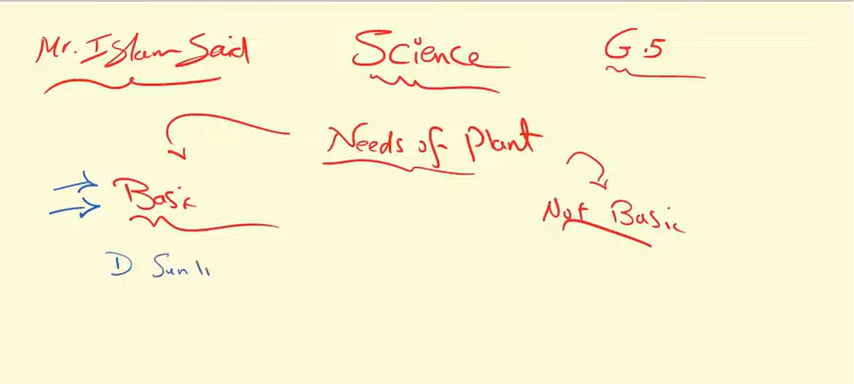 Mr. Islam Said Science G.5
Needs of Plant
Basic Not Basic
① Sunli